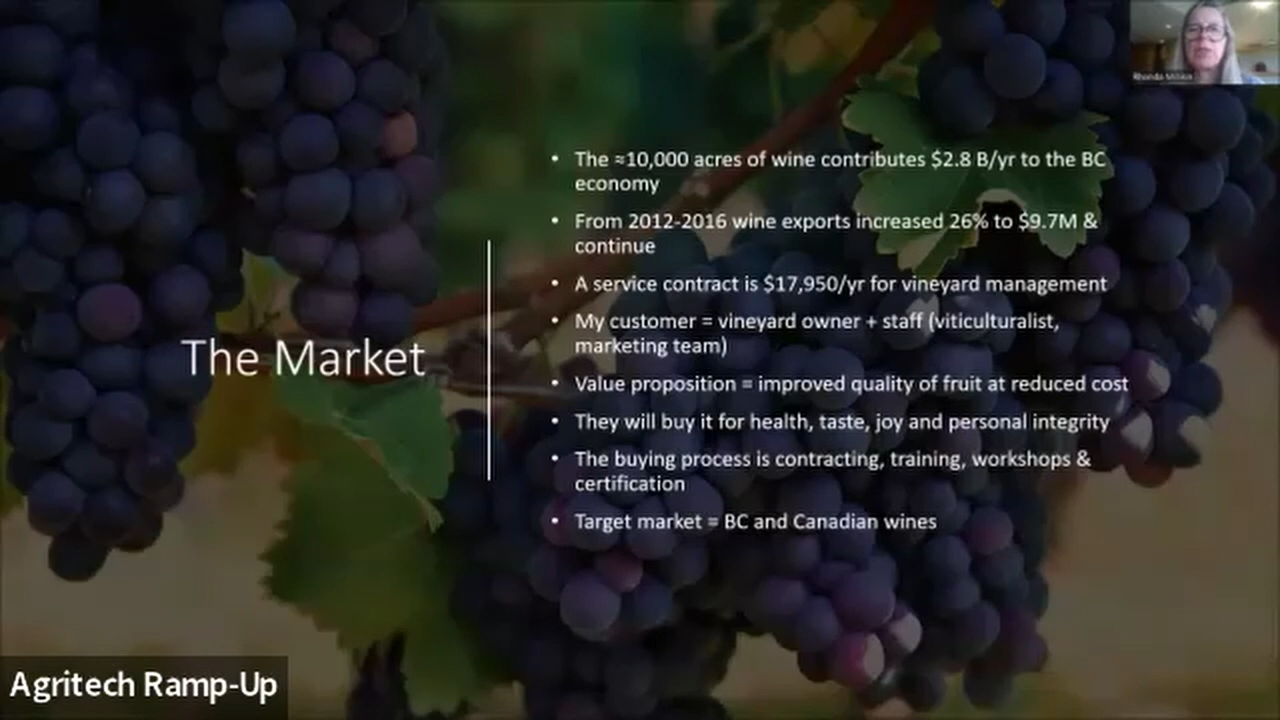 Rhonda
The Market
• The ≈10,000 acres of wine contributes $2.8 B/yr to the BC
economy
• From 2012-2016 wine exports increased 26% to $9.7M &
continue
• A service contract is $17,950/yr for vineyard management
• My customer = vineyard owner + staff (viticulturalist,
marketing team)
• Value proposition = improved quality of fruit at reduced cost
• They will buy it for health, taste, joy and personal integrity
• The buying process is contracting, training, workshops &
certification
• Target market = BC and Canadian wines
Agritech Ramp-Up